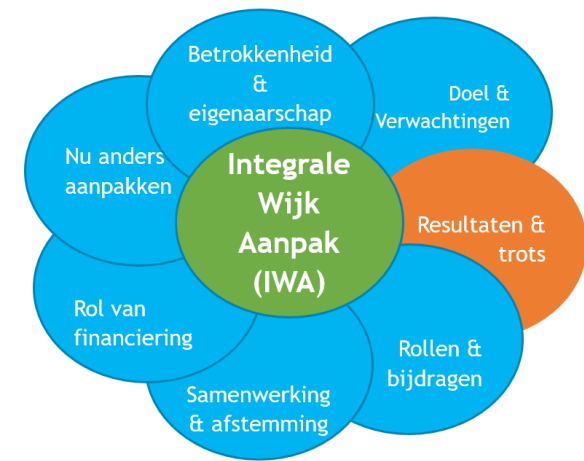 Betrokkenheid
&
eigenaarschap
Doel &
Verwachtingen
Nu anders
aanpakken
Integrale
Wijk
Aanpak
(IWA)
Resultaten &
trots
Rol van
financiering
Rollen &
bijdragen
Samenwerking
& afstemming